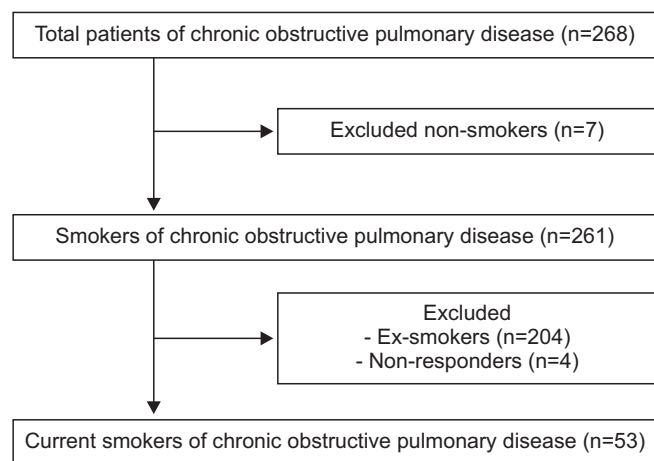 Total patients of chronic obstructive pulmonary disease (n=268)
Excluded non-smokers (n=7)
Smokers of chronic obstructive pulmonary disease (n=261)
Excluded
- Ex-smokers (n=204)
- Non-responders (n=4)
Current smokers of chronic obstructive pulmonary disease (n=53)